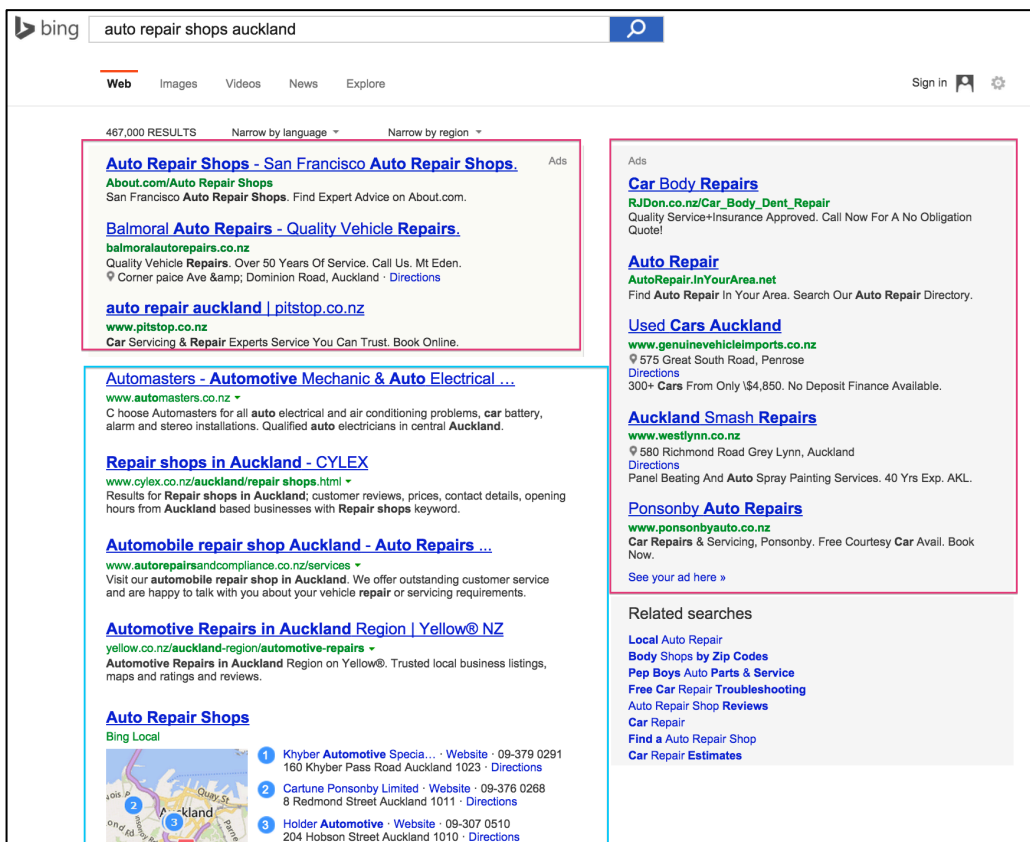 bing
auto repair shops auckland
Web Images Videos News Explore
Sign in
467,000 RESULTS Narrow by language Narrow by region
Auto Repair Shops - San Francisco Auto Repair Shops.
Ads
About.com/Auto Repair Shops
San Francisco Auto Repair Shops. Find Expert Advice on About.com.
Balmoral Auto Repairs - Quality Vehicle Repairs.
balmoralautorepairs.co.nz
Quality Vehicle Repairs. Over 50 Years Of Service. Call Us. Mt Eden.
Corner paice Ave &amp; Dominion Road, Auckland · Directions
auto repair auckland | pitstop.co.nz
www.pitstop.co.nz
Car Servicing & Repair Experts Service You Can Trust. Book Online.
Automasters - Automotive Mechanic & Auto Electrical ...
www.automasters.co.nz
C hoose Automasters for all auto electrical and air conditioning problems, car battery,
alarm and stereo installations. Qualified auto electricians in central Auckland.
Repair shops in Auckland - CYLEX
www.cylex.co.nz/auckland/repair shops.html
Results for Repair shops in Auckland; customer reviews, prices, contact details, opening
hours from Auckland based businesses with Repair shops keyword.
Automobile repair shop Auckland - Auto Repairs ...
www.autorepairsandcompliance.co.nz/services
Visit our automobile repair shop in Auckland. We offer outstanding customer service
and are happy to talk with you about your vehicle repair or servicing requirements.
Automotive Repairs in Auckland Region | Yellow® NZ
yellow.co.nz/auckland-region/automotive-repairs
Automotive Repairs in Auckland Region on Yellow®. Trusted local business listings,
maps and ratings and reviews.
Auto Repair Shops
Bing Local
Quay St
2
3
1 Khyber Automotive Specia... · Website · 09-379 0291
160 Khyber Pass Road Auckland 1023 · Directions
2 Cartune Ponsonby Limited · Website · 09-376 0268
8 Redmond Street Auckland 1011 · Directions
3 Holder Automotive · Website · 09-307 0510
204 Hobson Street Auckland 1010 · Directions
Ads
Car Body Repairs
RJDon.co.nz/Car_Body_Dent_Repair
Quality Service+Insurance Approved. Call Now For A No Obligation
Quote!
Auto Repair
AutoRepair.InYourArea.net
Find Auto Repair In Your Area. Search Our Auto Repair Directory.
Used Cars Auckland
www.genuinevehicleimports.co.nz
575 Great South Road, Penrose
Directions
300+ Cars From Only \$4,850. No Deposit Finance Available.
Auckland Smash Repairs
www.westlynn.co.nz
580 Richmond Road Grey Lynn, Auckland
Directions
Panel Beating And Auto Spray Painting Services. 40 Yrs Exp. AKL.
Ponsonby Auto Repairs
www.ponsonbyauto.co.nz
Car Repairs & Servicing, Ponsonby. Free Courtesy Car Avail. Book
Now.
See your ad here »
Related searches
Local Auto Repair
Body Shops by Zip Codes
Pep Boys Auto Parts & Service
Free Car Repair Troubleshooting
Auto Repair Shop Reviews
Car Repair
Find a Auto Repair Shop
Car Repair Estimates